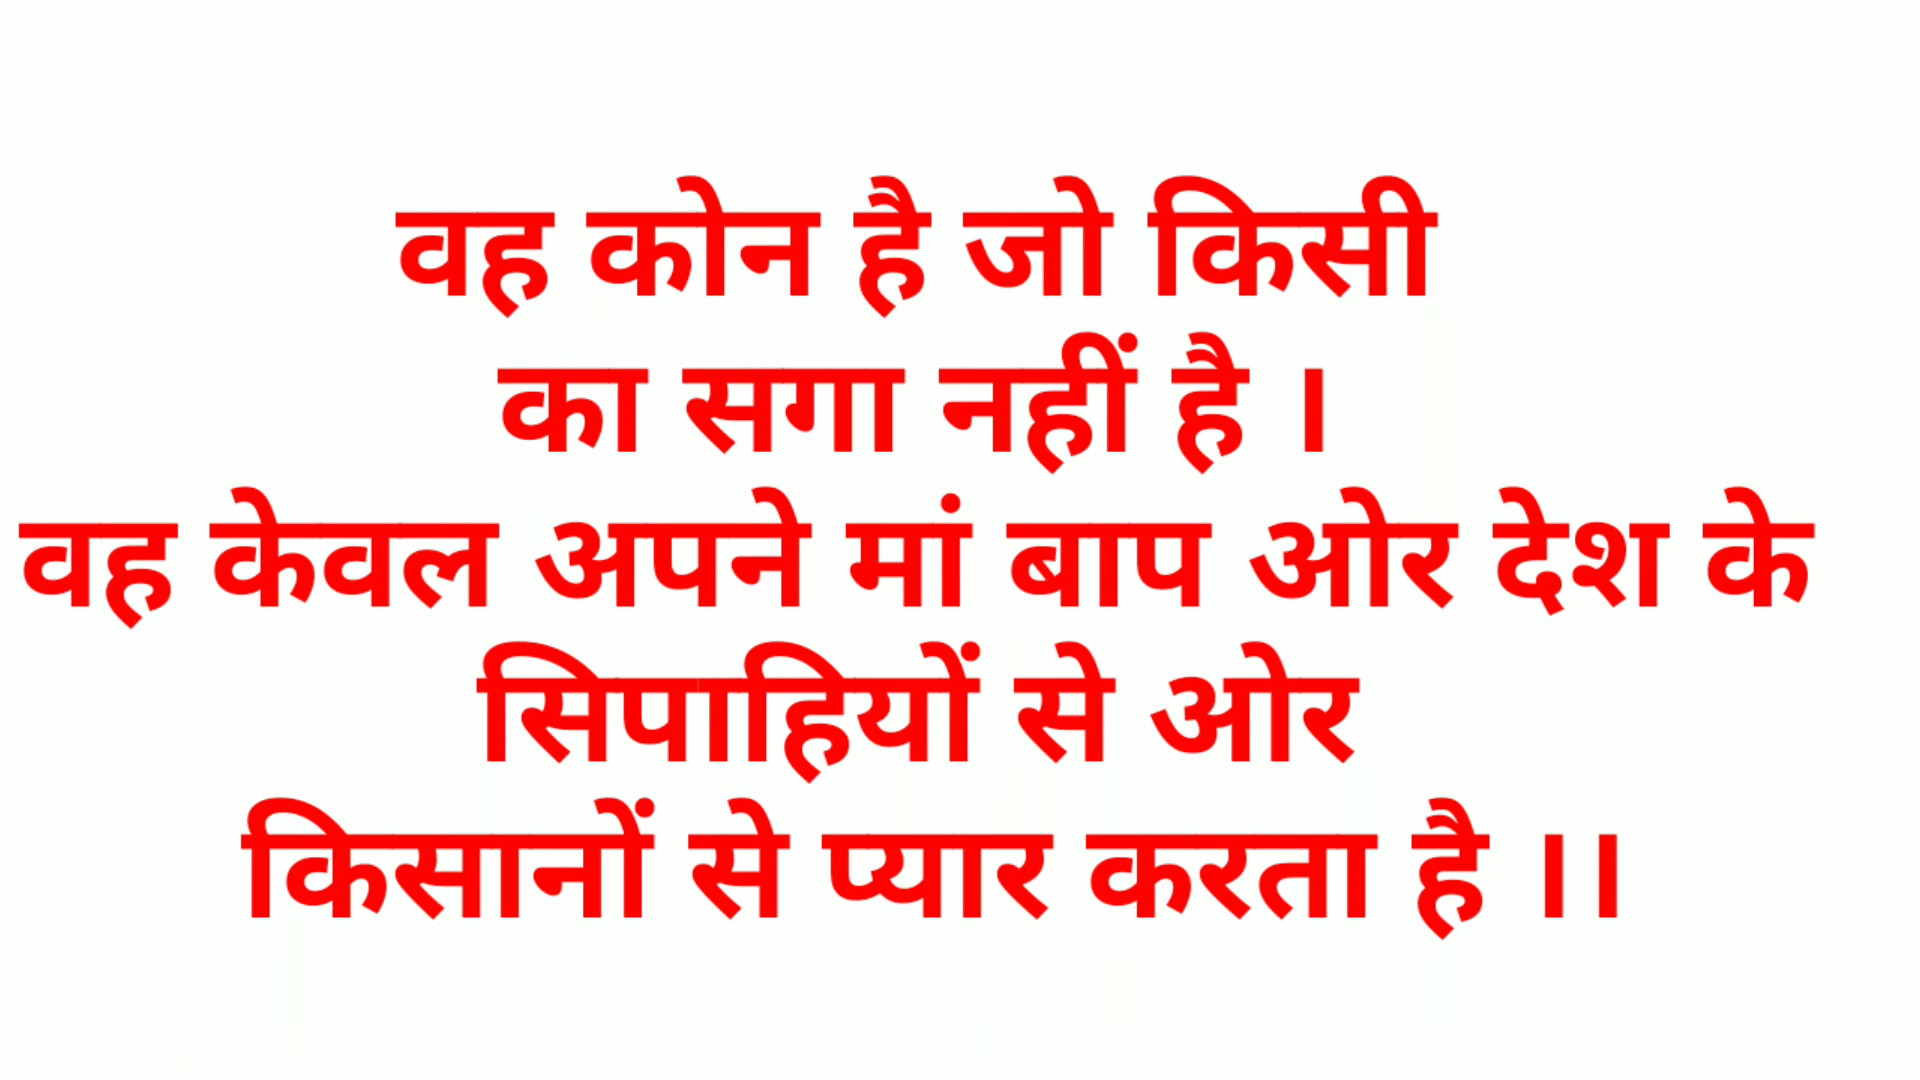 वह कोन है जो किसी
का सगा नहीं है ।
वह केवल अपने मां बाप ओर देश के
सिपाहियों से ओर
किसानों से प्यार करता है ।।